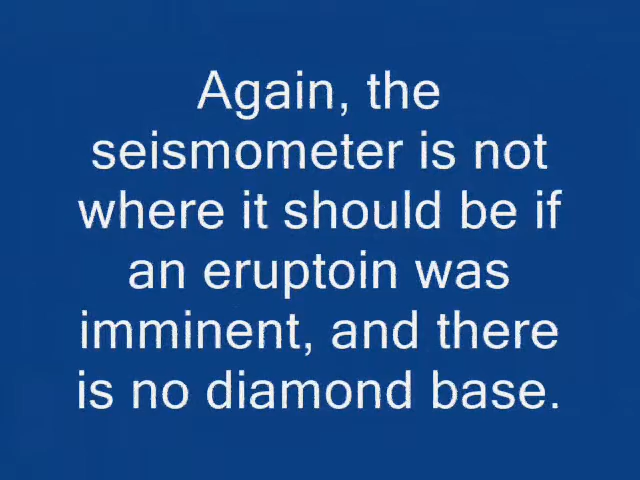 Again, the
seismometer is not
where it should be if
an eruptoin was
imminent, and there
is no diamond base.